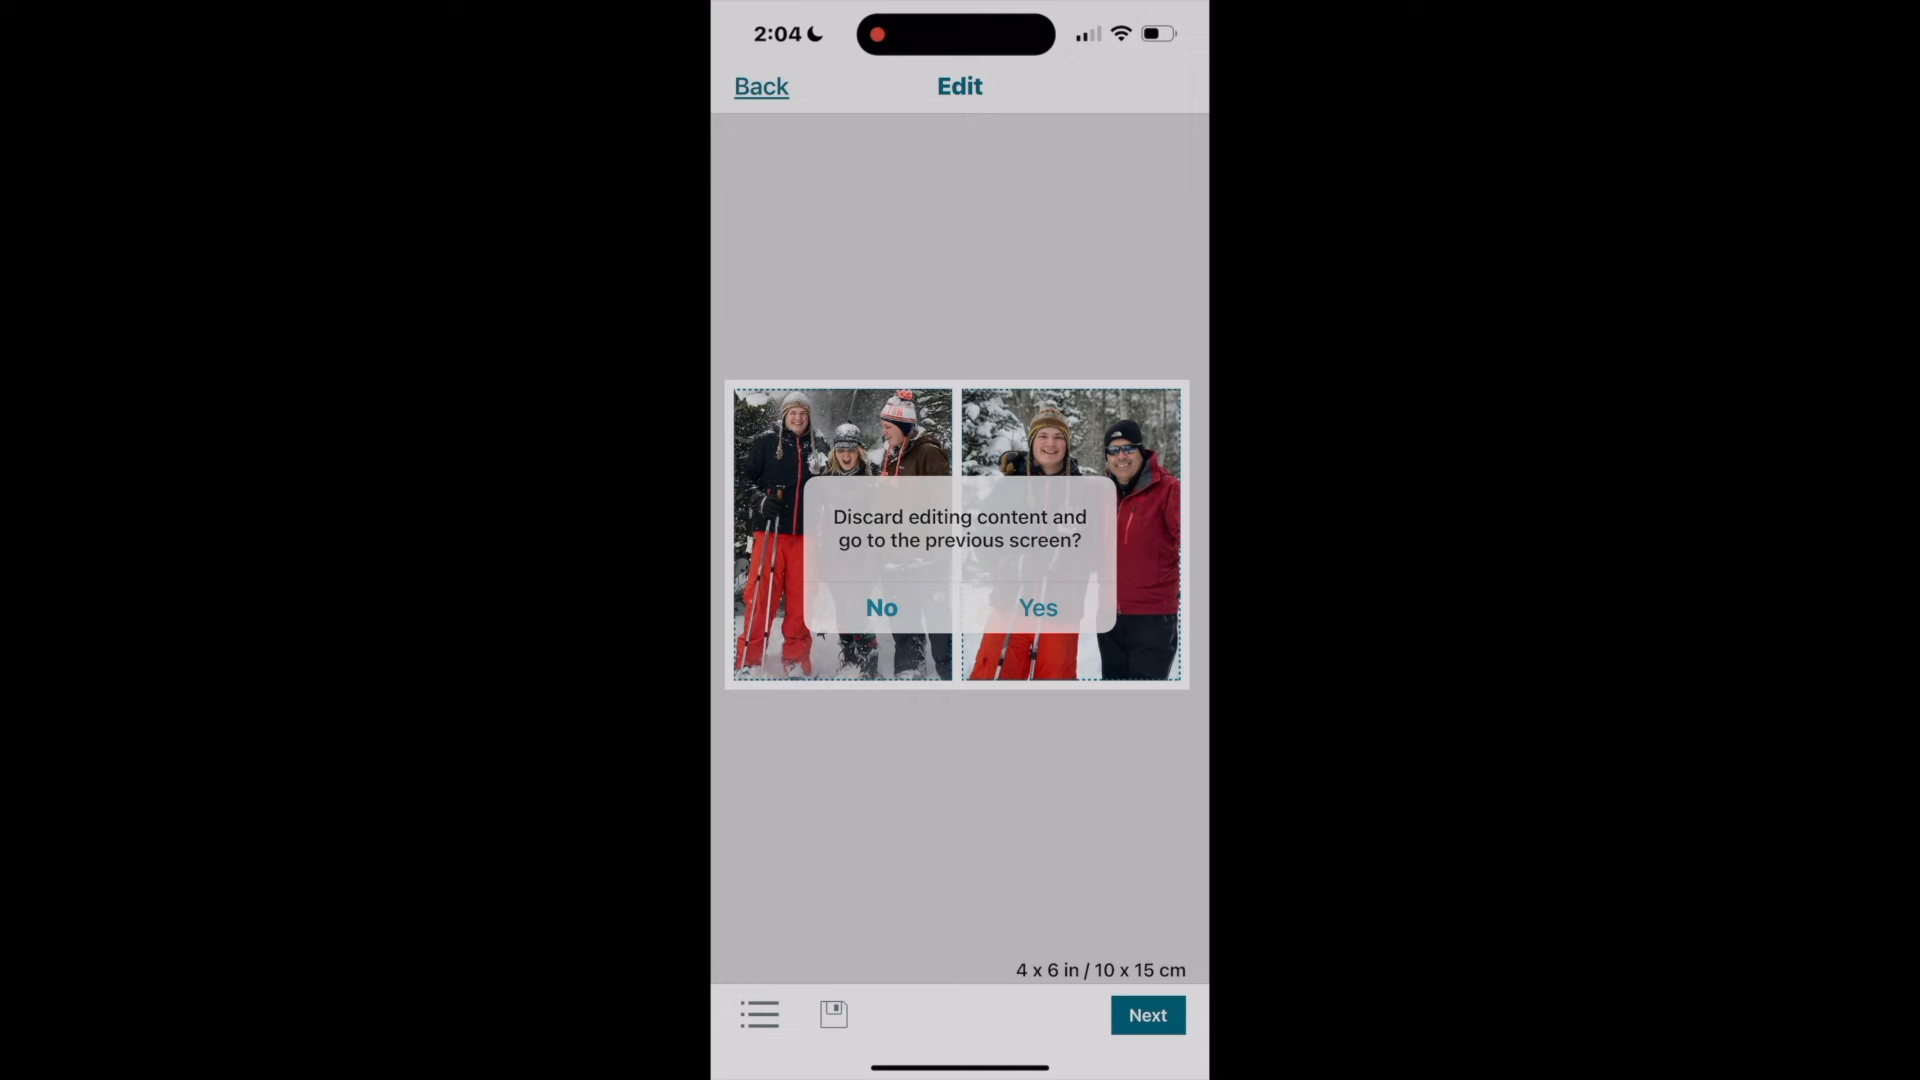 2:04
Back
Edit
Discard editing content and
go to the previous screen?
No
Yes
4 x 6 in / 10 x 15 cm
Next